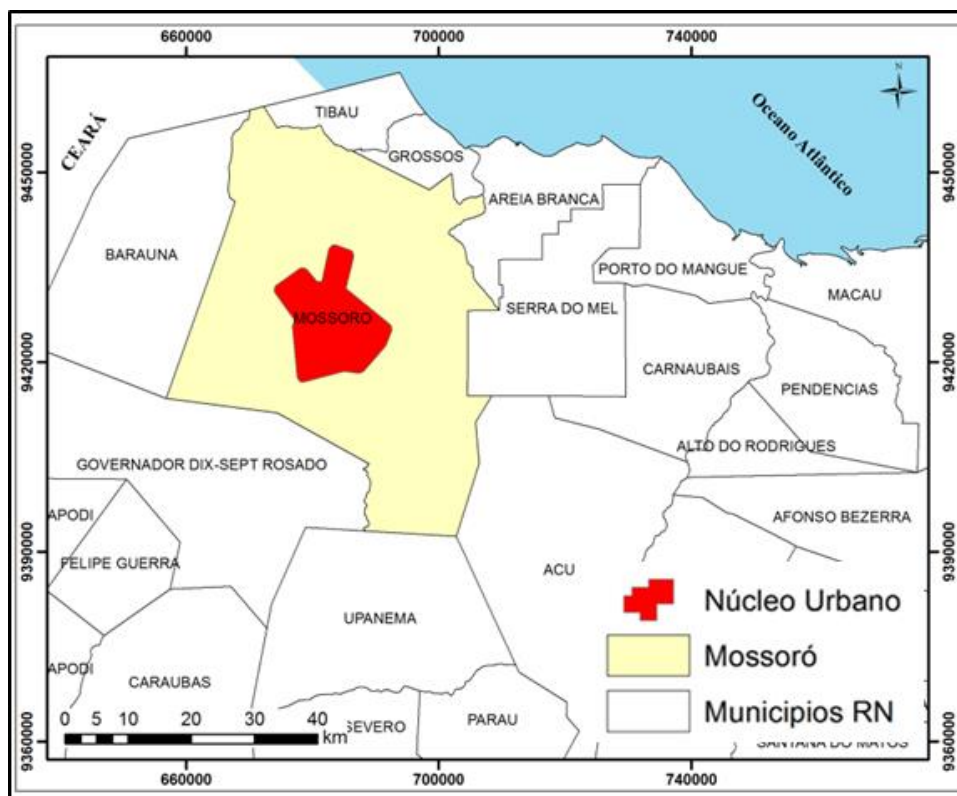 660000
700000
740000
N
CEARÁ
Oceano Atlântico
TIBAU
GROSSOS
9450000
9450000
AREIA BRANCA
BARAUNA
PORTO DO MANGUE
MACAU
SERRA DO MEL
MOSSORO
9420000
9420000
CARNAUBAIS
PENDENCIAS
ALTO DO RODRIGUES
GOVERNADOR DIX-SEPT ROSADO
APODI
AFONSO BEZERRA
9390000
9390000
FELIPE GUERRA
ACU
Núcleo Urbano
UPANEMA
Mossoró
APODI
CARAUBAS
Municipios RN
0 5 10 20 30 40
km
SEVERO
PARAU
SANTANA DO MATOS
9360000
9360000
660000
700000
740000